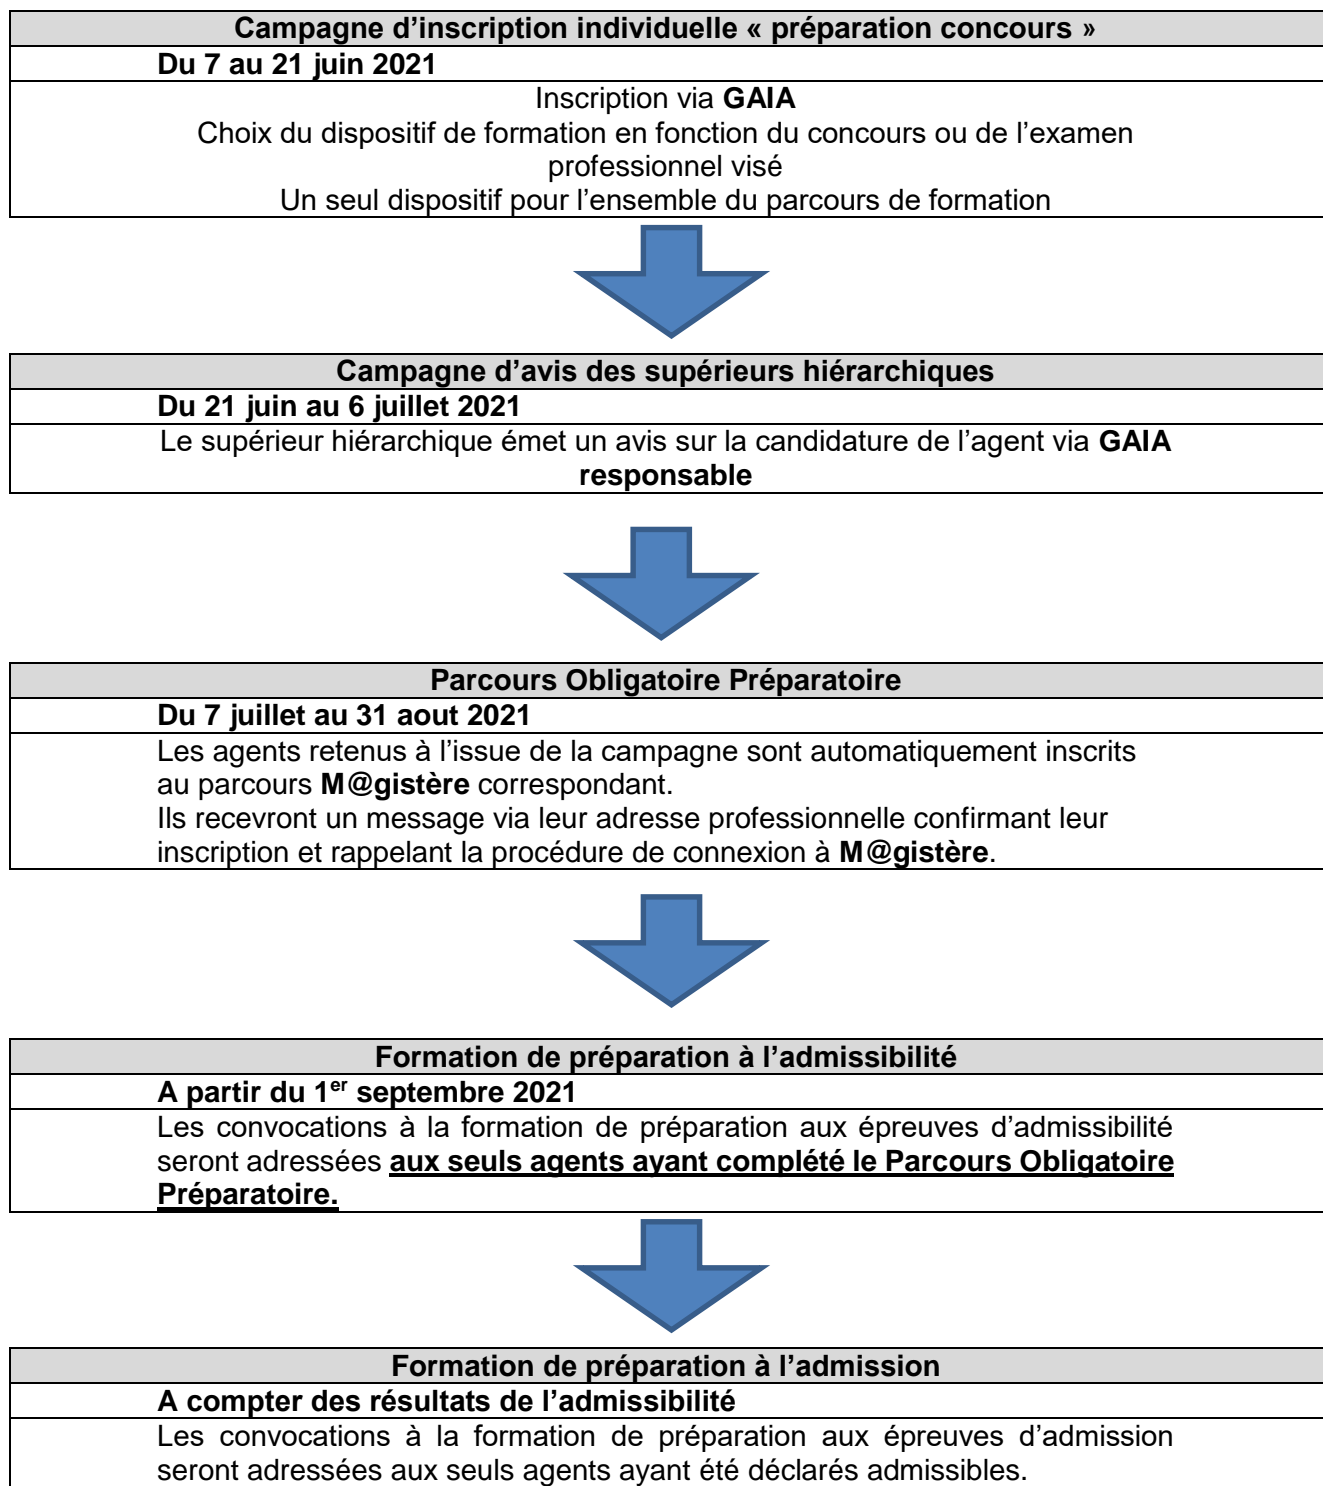 Campagne d’inscription individuelle « préparation concours »
Du 7 au 21 juin 2021
Inscription via GAIA
Choix du dispositif de formation en fonction du concours ou de l’examen
professionnel visé
Un seul dispositif pour l’ensemble du parcours de formation
Campagne d’avis des supérieurs hiérarchiques
Du 21 juin au 6 juillet 2021
Le supérieur hiérarchique émet un avis sur la candidature de l’agent via GAIA
responsable
Parcours Obligatoire Préparatoire
Du 7 juillet au 31 aout 2021
Les agents retenus à l’issue de la campagne sont automatiquement inscrits
au parcours M@gistère correspondant.
Ils recevront un message via leur adresse professionnelle confirmant leur
inscription et rappelant la procédure de connexion à M@gistère.
Formation de préparation à l’admissibilité
A partir du 1er septembre 2021
Les convocations à la formation de préparation aux épreuves d’admissibilité
seront adressées aux seuls agents ayant complété le Parcours Obligatoire
Préparatoire.
Formation de préparation à l’admission
A compter des résultats de l’admissibilité
Les convocations à la formation de préparation aux épreuves d’admission
seront adressées aux seuls agents ayant été déclarés admissibles.